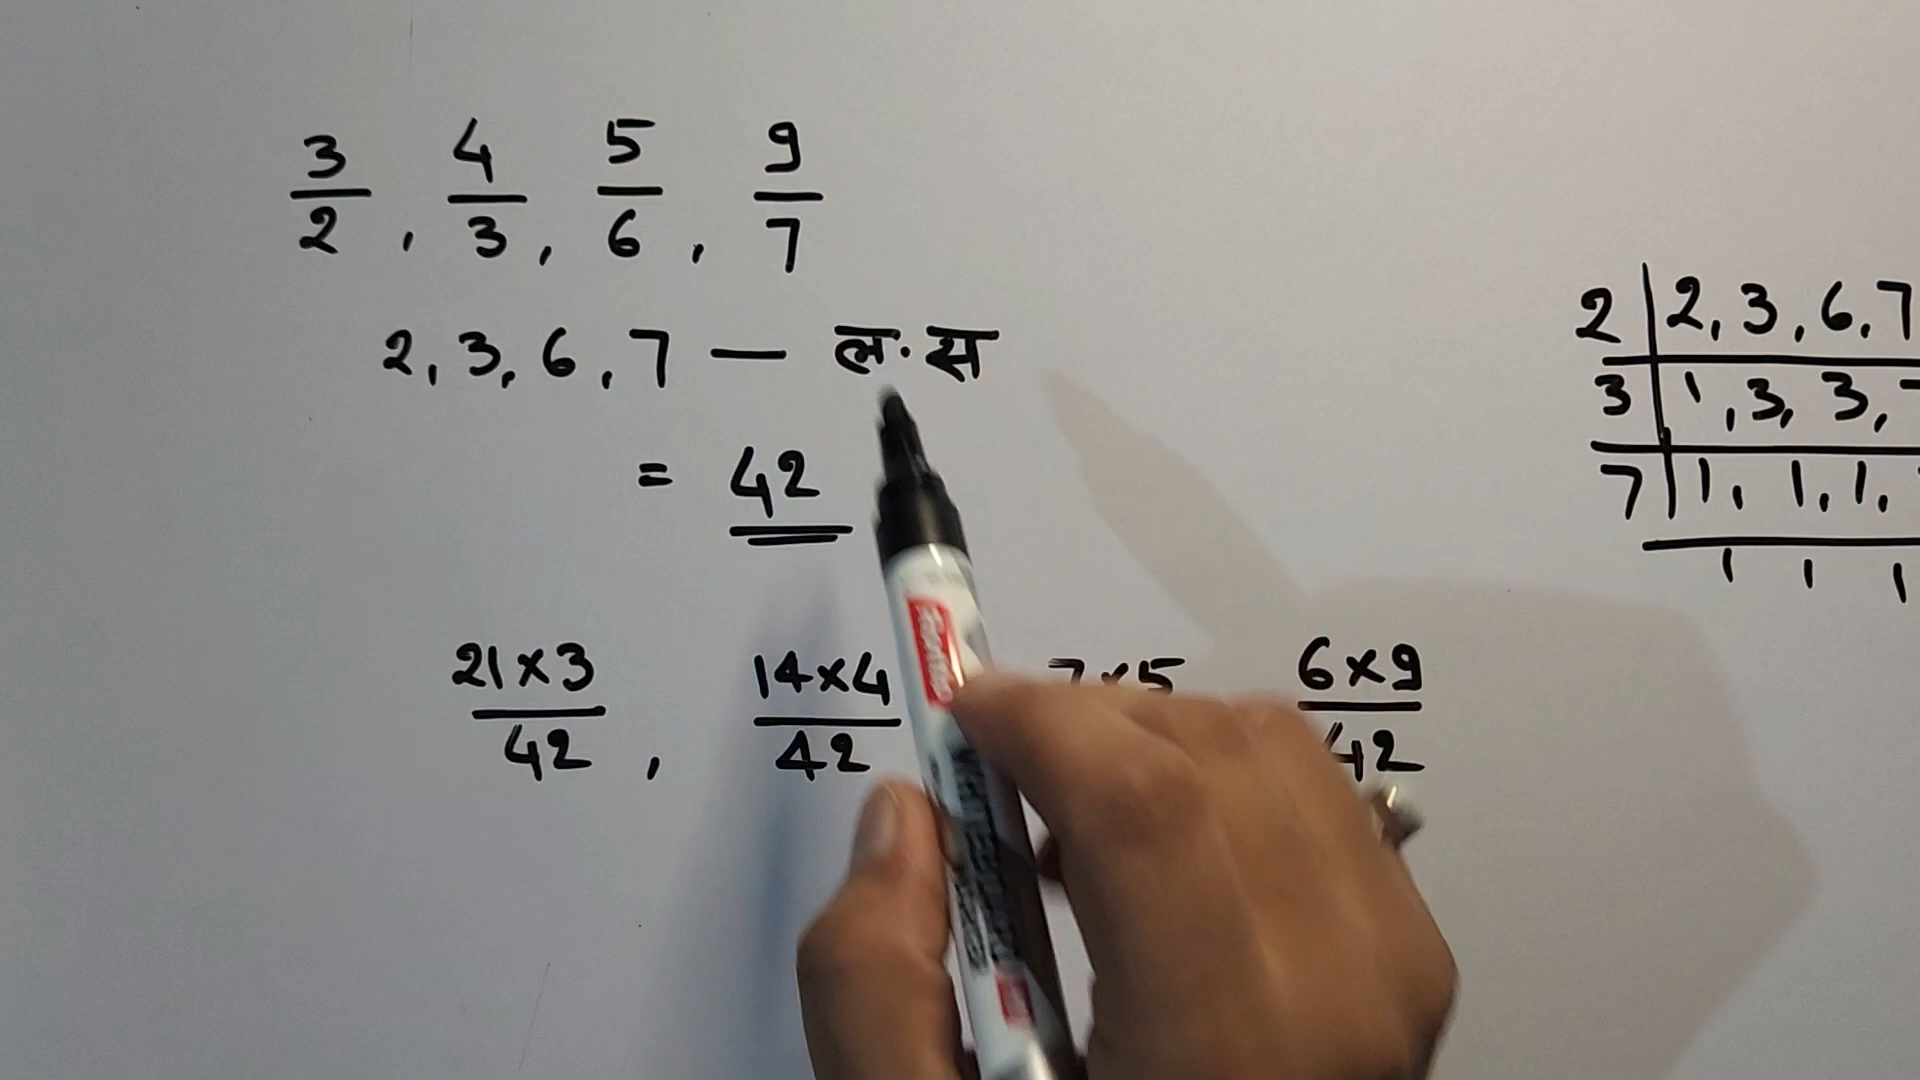 3/2 , 4/3 , 5/6 , 9/7
2, 3, 6, 7 — ल.स
= 42
21×3/42 , 14×4/42 7×5 6×9/42
2 | 2, 3, 6, 7
3 | 1, 3, 3,
7 | 1, 1, 1,
1 1 1